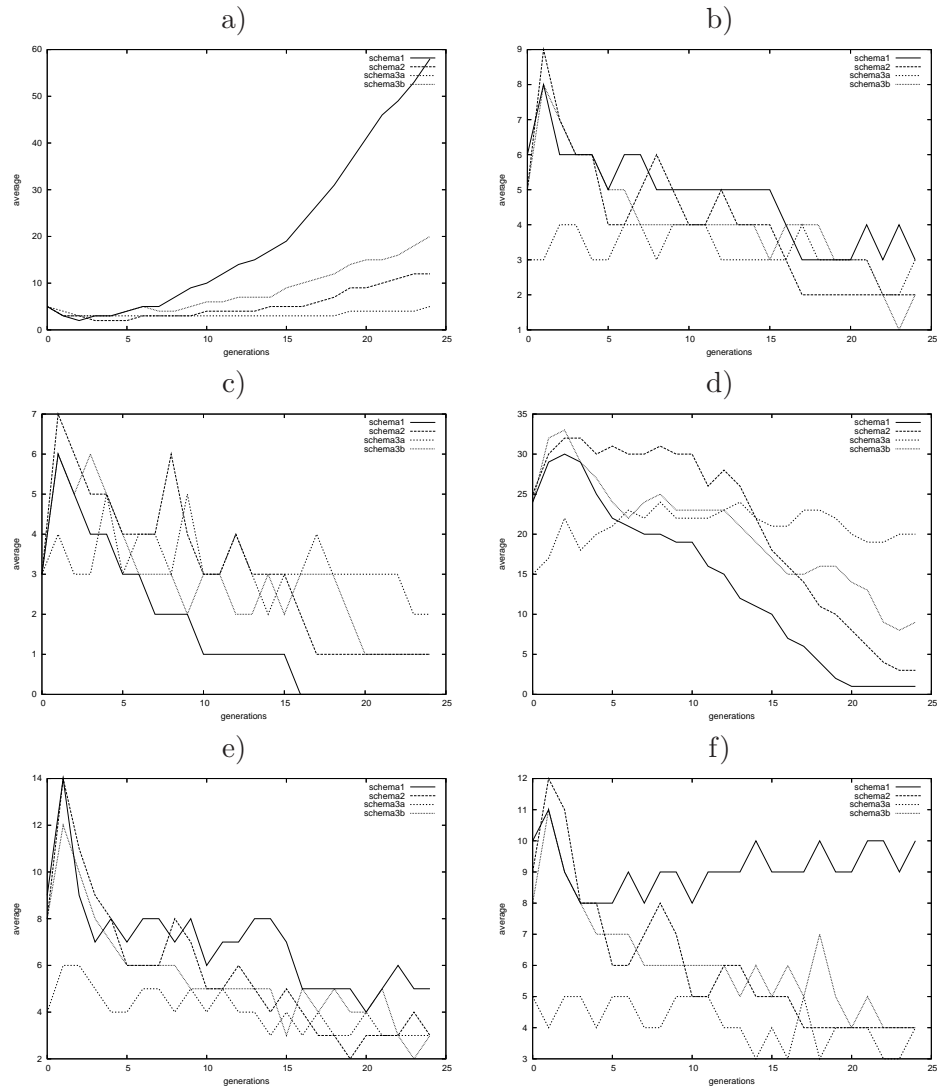 a)
60
50
40
30
20
10
0
0 5 10 15 20 25
average
generations
schema1
schema2
schema3a
schema3b
b)
9
8
7
6
5
4
3
2
1
0 5 10 15 20 25
average
generations
schema1
schema2
schema3a
schema3b
c)
7
6
5
4
3
2
1
0
0 5 10 15 20 25
average
generations
schema1
schema2
schema3a
schema3b
d)
35
30
25
20
15
10
5
0
0 5 10 15 20 25
average
generations
schema1
schema2
schema3a
schema3b
e)
14
12
10
8
6
4
2
0 5 10 15 20 25
average
generations
schema1
schema2
schema3a
schema3b
f)
12
11
10
9
8
7
6
5
4
3
0 5 10 15 20 25
average
generations
schema1
schema2
schema3a
schema3b